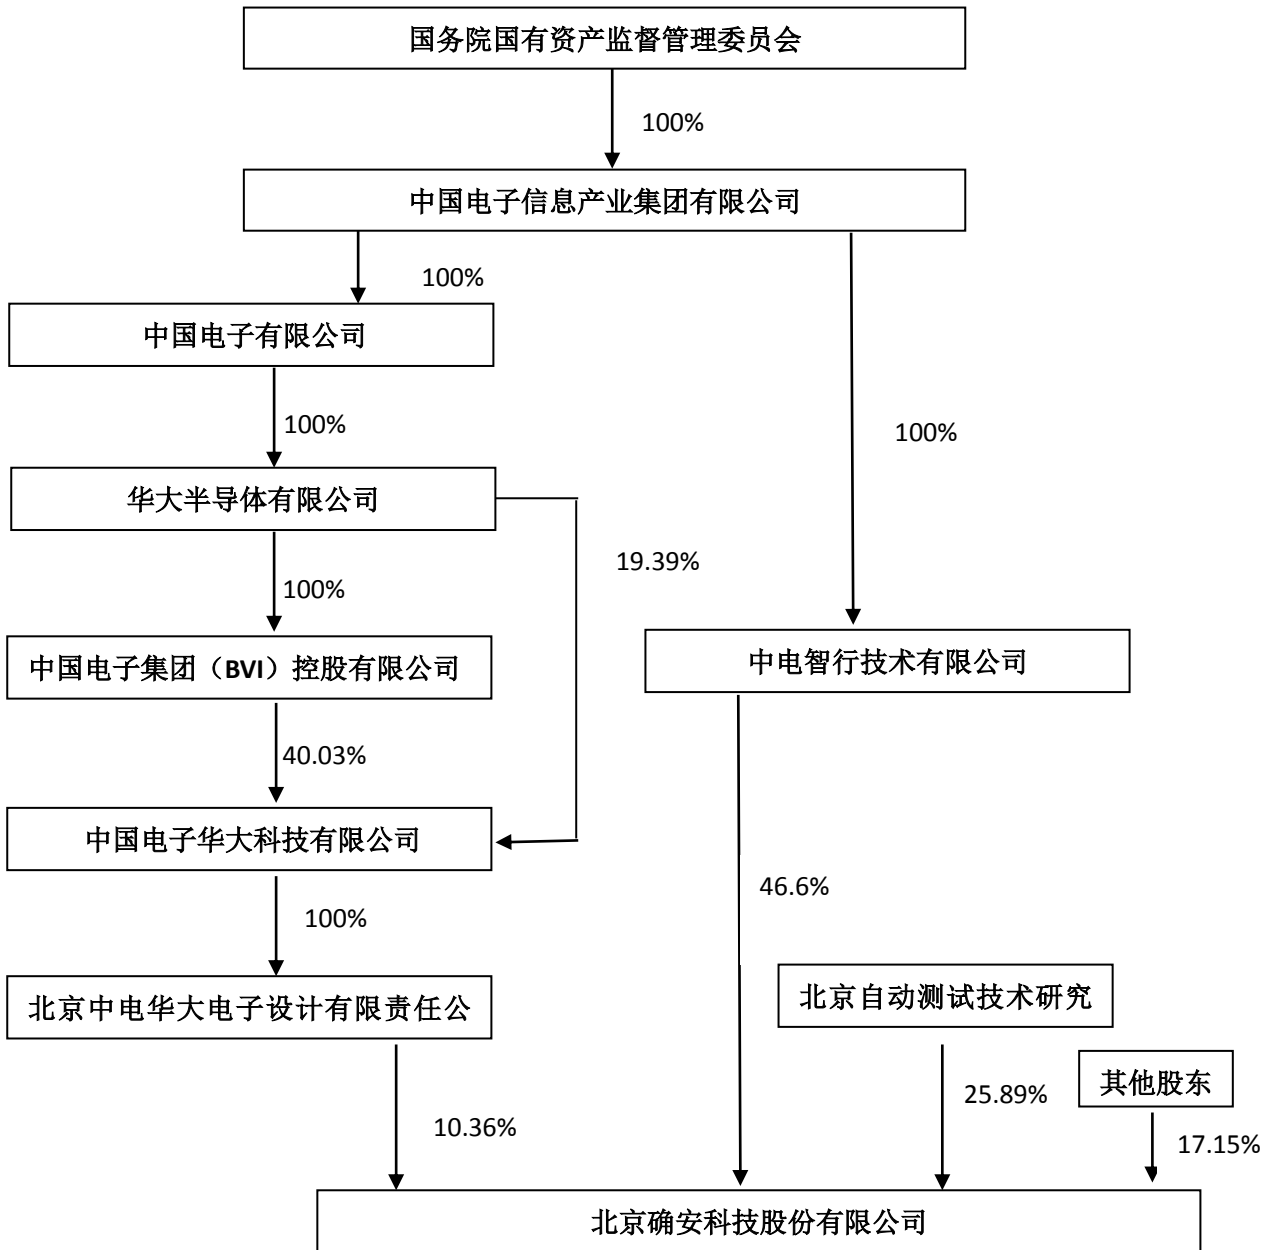 国务院国有资产监督管理委员会
100%
中国电子信息产业集团有限公司
100%
中国电子有限公司
100%
100%
华大半导体有限公司
19.39%
100%
中国电子集团（BVI）控股有限公司
中电智行技术有限公司
40.03%
中国电子华大科技有限公司
46.6%
100%
北京中电华大电子设计有限责任公
北京自动测试技术研究
其他股东
25.89%
10.36%
17.15%
北京确安科技股份有限公司